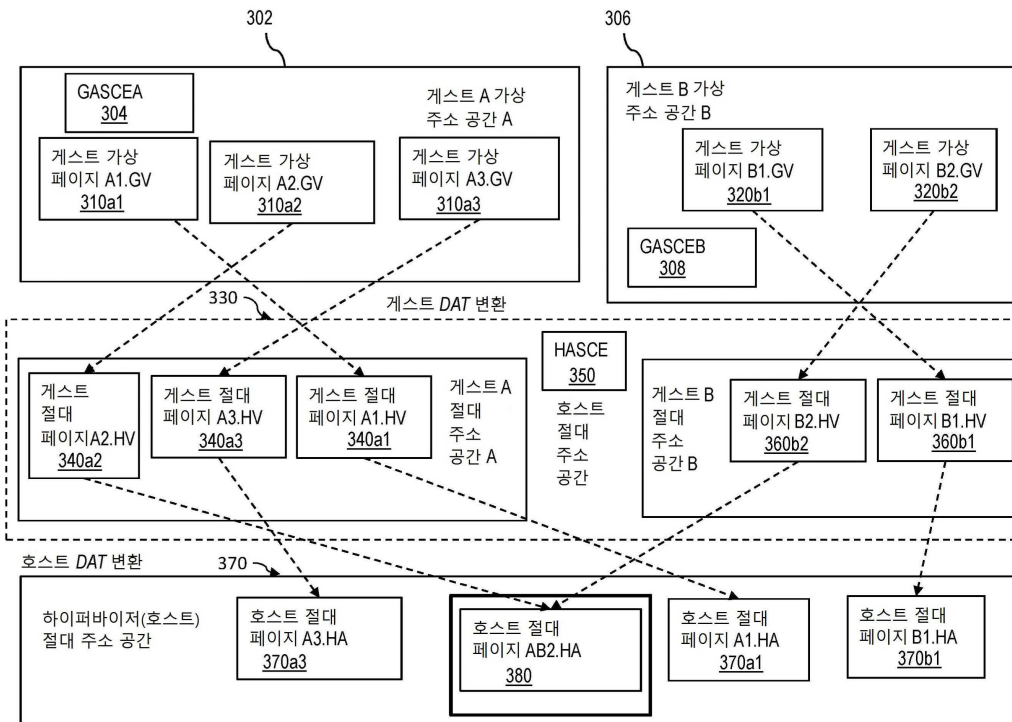 302
306
GASCEA
304
게스트 A 가상
주소 공간 A
게스트 가상
페이지 A1.GV
310a1
게스트 가상
페이지 A2.GV
310a2
게스트 가상
페이지 A3.GV
310a3
게스트 B 가상
주소 공간 B
게스트 가상
페이지 B1.GV
320b1
게스트 가상
페이지 B2.GV
320b2
GASCEB
308
330
게스트 DAT 변환
게스트
절대
페이지A2.HV
340a2
게스트 절대
페이지 A3.HV
340a3
게스트 절대
페이지 A1.HV
340a1
게스트A
절대
주소
공간 A
HASCE
350
호스트
절대
주소
공간
게스트B
절대
주소
공간 B
게스트 절대
페이지 B2.HV
360b2
게스트 절대
페이지 B1.HV
360b1
호스트 DAT 변환
370
하이퍼바이저(호스트)
절대 주소 공간
호스트 절대
페이지 A3.HA
370a3
호스트 절대
페이지 AB2.HA
380
호스트 절대
페이지 A1.HA
370a1
호스트 절대
페이지 B1.HA
370b1